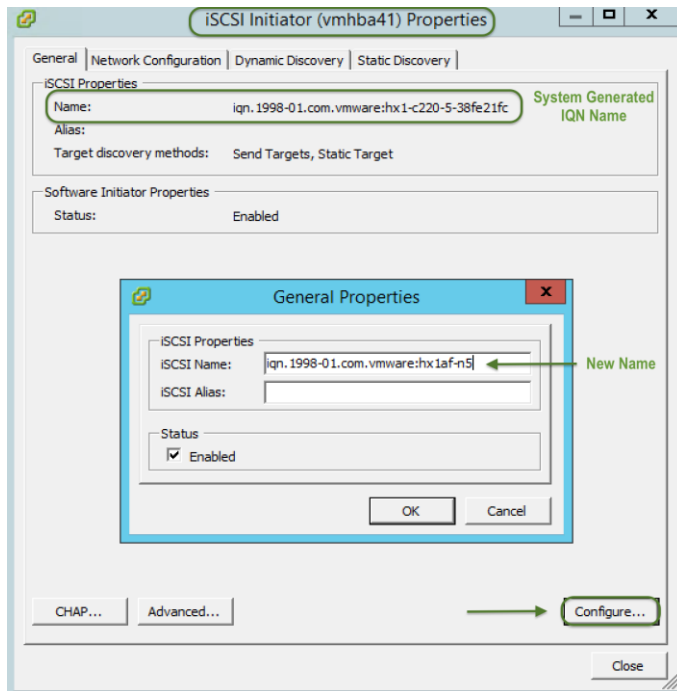 iSCSI Initiator (vmhba41) Properties
General Network Configuration Dynamic Discovery Static Discovery
iSCSI Properties
Name: iqn.1998-01.com.vmware:hx1-c220-5-38fe21fc
System Generated
IQN Name
Alias:
Target discovery methods: Send Targets, Static Target
Software Initiator Properties
Status: Enabled
General Properties
iSCSI Properties
iSCSI Name: iqn.1998-01.com.vmware:hx1af-n5
New Name
iSCSI Alias:
Status
Enabled
OK Cancel
CHAP... Advanced... Configure...
Close